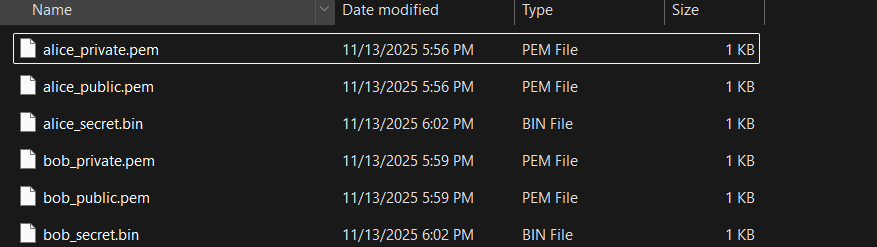 Name Date modified Type Size
alice_private.pem 11/13/2025 5:56 PM PEM File 1 KB
alice_public.pem 11/13/2025 5:56 PM PEM File 1 KB
alice_secret.bin 11/13/2025 6:02 PM BIN File 1 KB
bob_private.pem 11/13/2025 5:59 PM PEM File 1 KB
bob_public.pem 11/13/2025 5:59 PM PEM File 1 KB
bob_secret.bin 11/13/2025 6:02 PM BIN File 1 KB